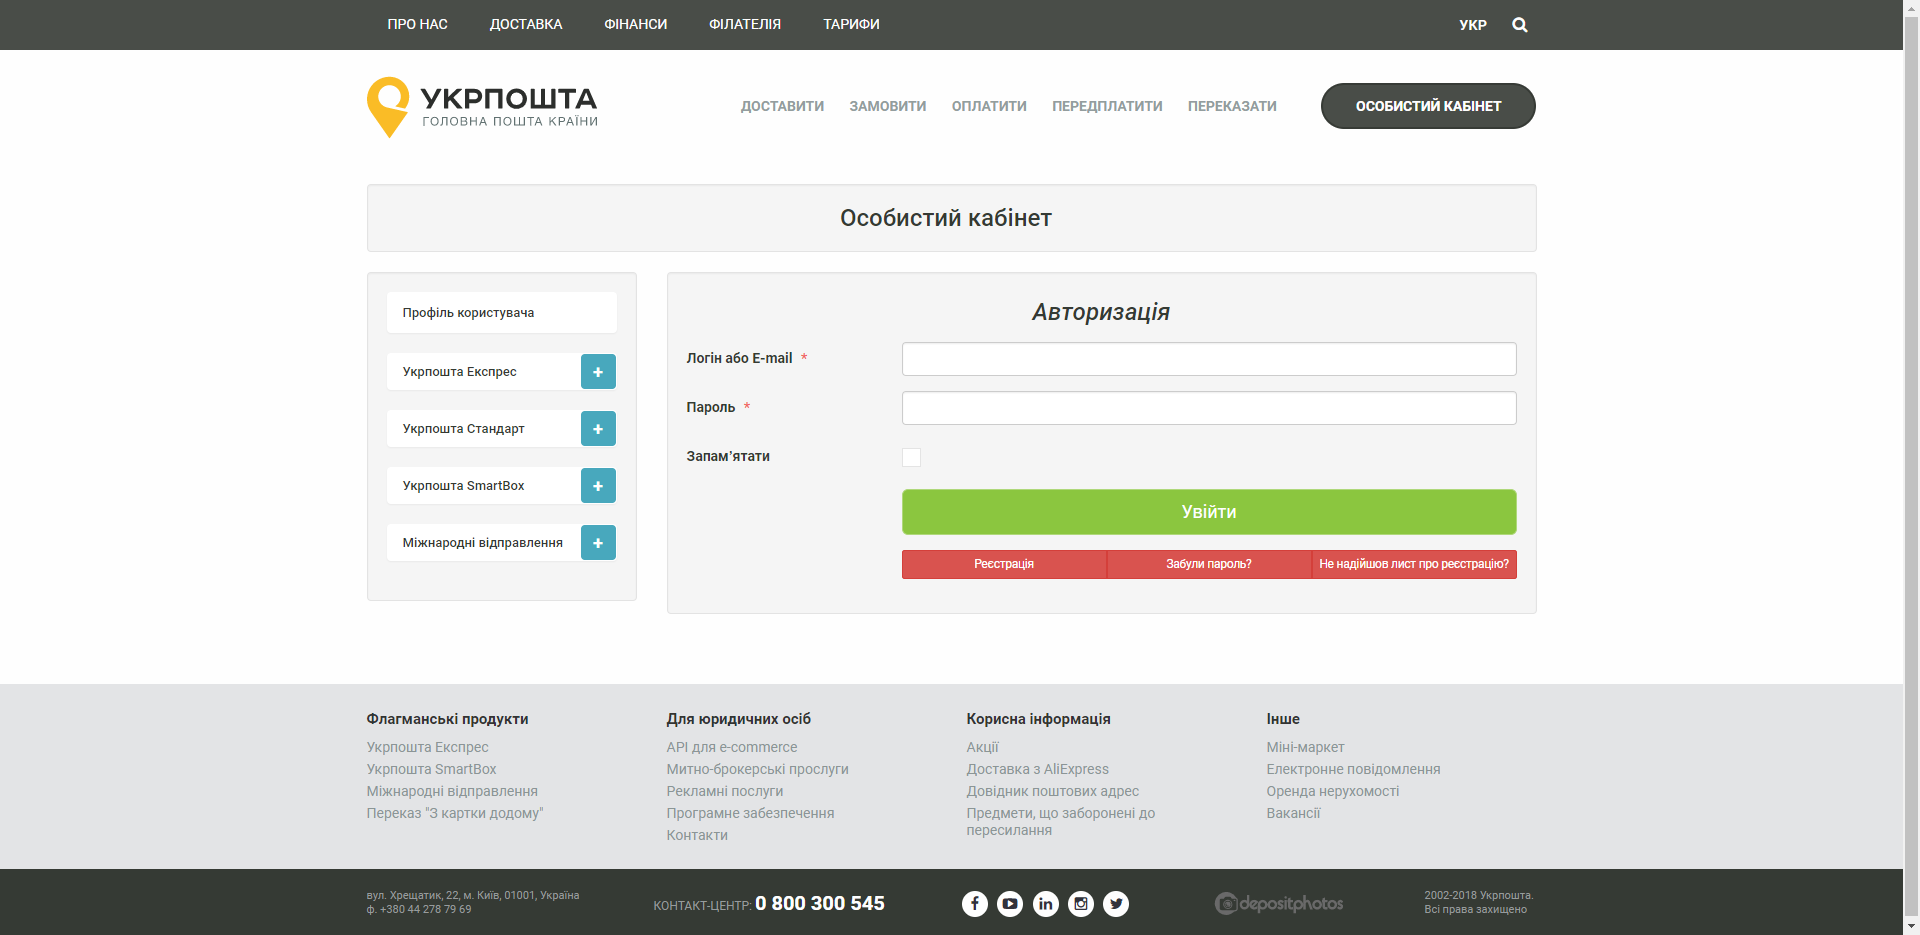 ПРО НАС ДОСТАВКА ФІНАНСИ ФІЛАТЕЛІЯ ТАРИФИ УКР
УКРПОШТА
ГОЛОВНА ПОШТА КРАЇНИ
ДОСТАВИТИ ЗАМОВИТИ ОПЛАТИТИ ПЕРЕДПЛАТИТИ ПЕРЕКАЗАТИ ОСОБИСТИЙ КАБІНЕТ
Особистий кабінет
Профіль користувача
Укрпошта Експрес
Укрпошта Стандарт
Укрпошта SmartBox
Міжнародні відправлення
Авторизація
Логін або E-mail *
Пароль *
Запам'ятати
Увійти
Реєстрація Забули пароль? Не надійшов лист про реєстрацію?
Флагманські продукти
Укрпошта Експрес
Укрпошта SmartBox
Міжнародні відправлення
Переказ "З картки додому"
Для юридичних осіб
API для e-commerce
Митно-брокерські прослуги
Рекламні послуги
Програмне забезпечення
Контакти
Корисна інформація
Акції
Доставка з AliExpress
Довідник поштових адрес
Предмети, що заборонені до
пересилання
Інше
Міні-маркет
Електронне повідомлення
Оренда нерухомості
Вакансії
вул. Хрещатик, 22, м. Київ, 01001, Україна
ф. +380 44 278 79 69
КОНТАКТ-ЦЕНТР: 0 800 300 545
depositphotos
2002-2018 Укрпошта.
Всі права захищено